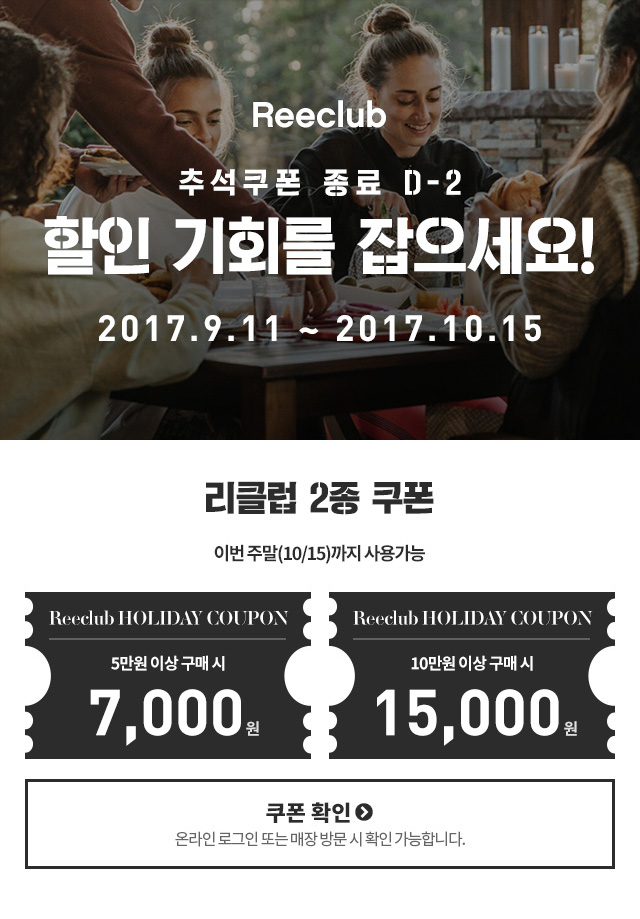 Reeclub
추석쿠폰 종료 D-2
할인 기회를 잡으세요!
2017.9.11 ~ 2017.10.15
리클럽 2종 쿠폰
이번 주말(10/15)까지 사용가능
Reeclub HOLIDAY COUPON
5만원 이상 구매 시
7,000원
Reeclub HOLIDAY COUPON
10만원 이상 구매 시
15,000원
쿠폰 확인
온라인 로그인 또는 매장 방문 시 확인 가능합니다.